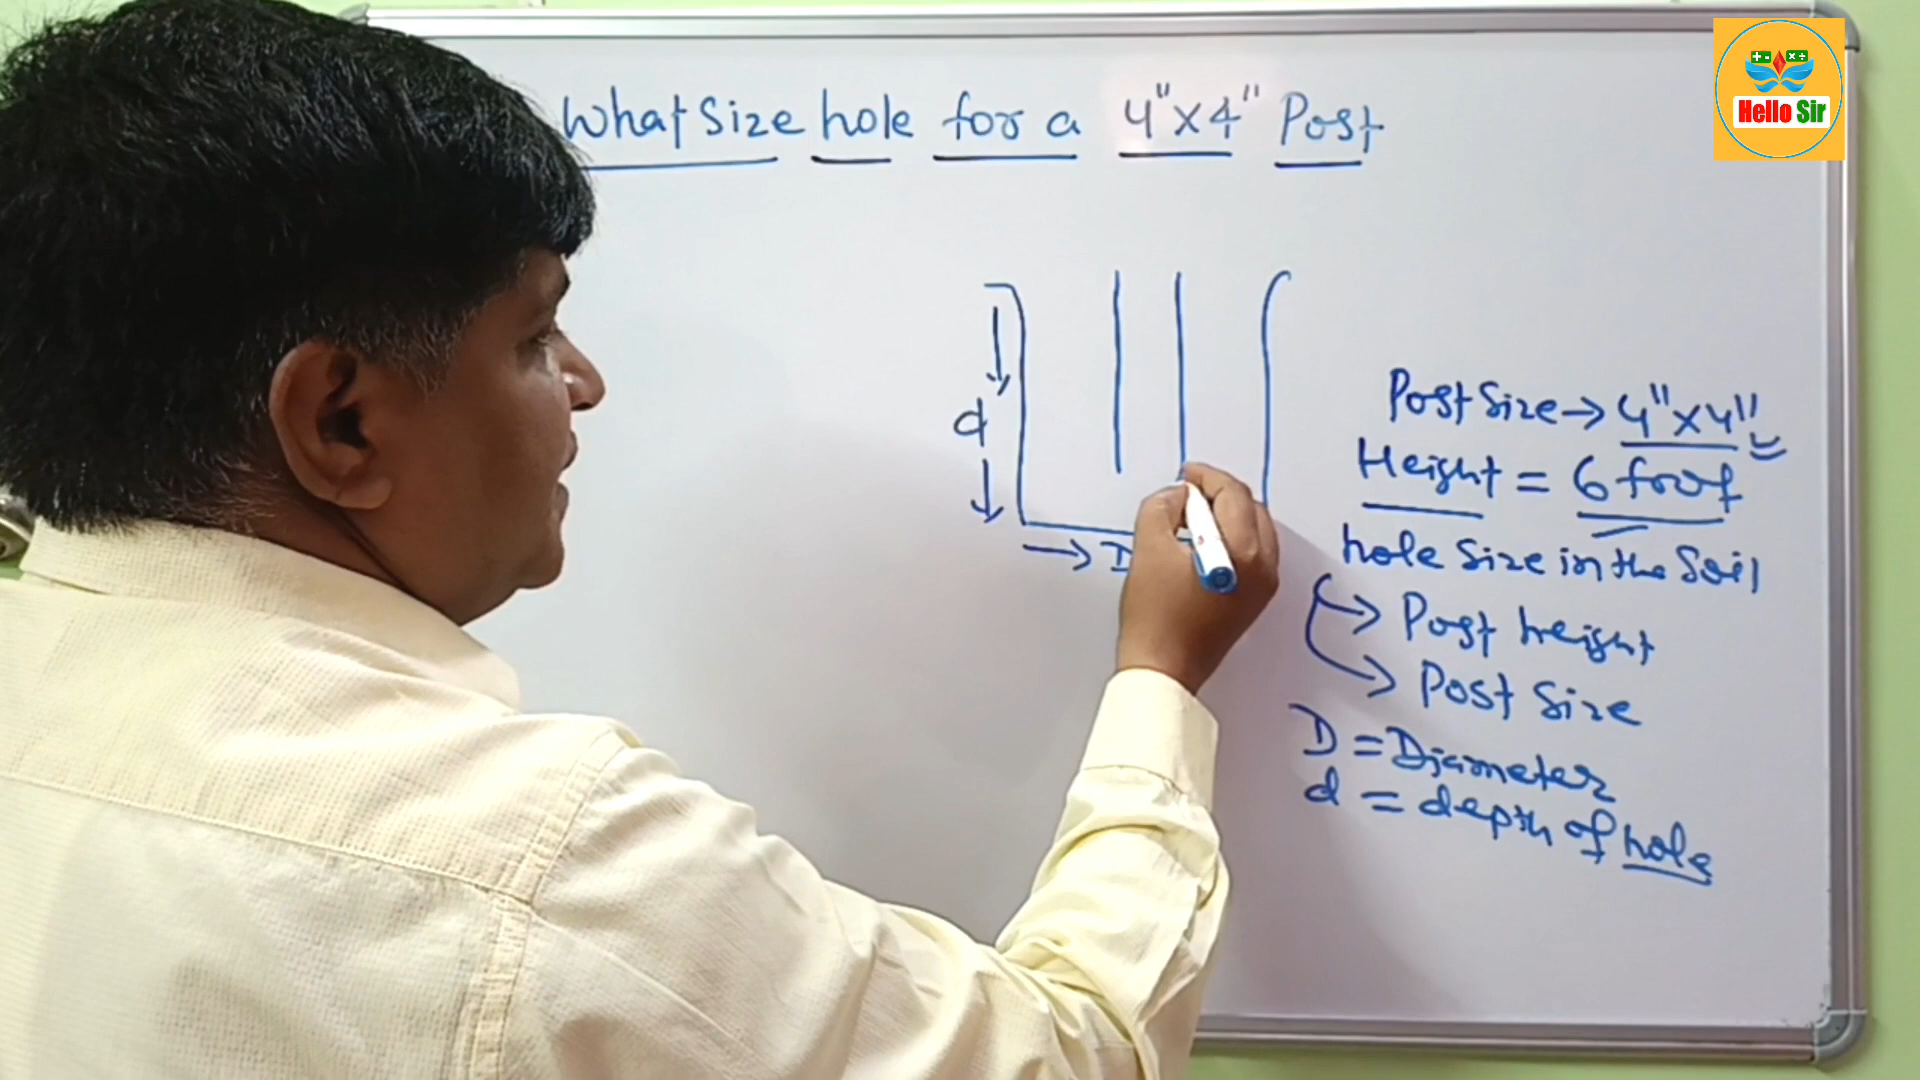 What Size hole for a 4"x4" Post
Hello Sir
d
D
Post Size → 4"x4"
Height = 6 foot
hole Size in the Soil
→ Post height
→ Post Size
D = Diameter
d = depth of hole